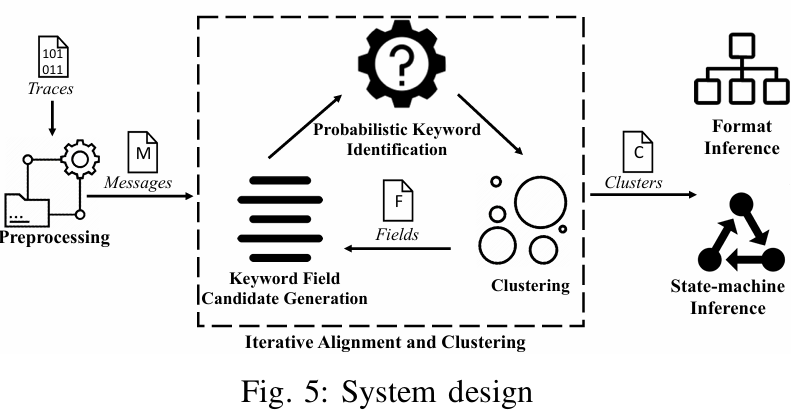 101
011
Traces
Preprocessing
M
Messages
?
Probabilistic Keyword
Identification
F
Fields
Keyword Field
Candidate Generation
Clustering
Iterative Alignment and Clustering
C
Clusters
Format
Inference
State-machine
Inference
Fig. 5: System design